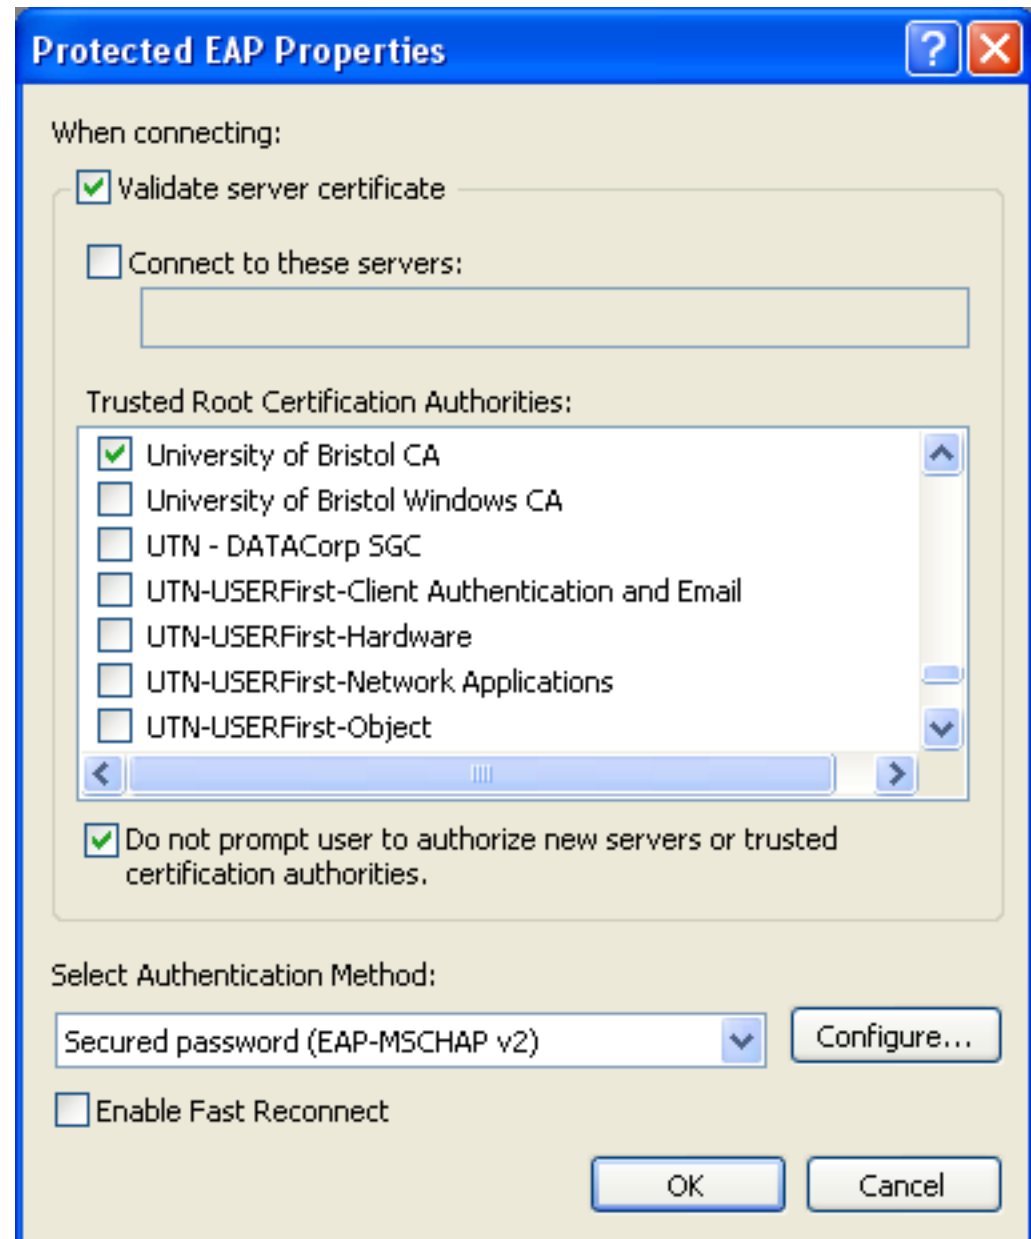 Protected EAP Properties
When connecting:
Validate server certificate
Connect to these servers:
Trusted Root Certification Authorities:
University of Bristol CA
University of Bristol Windows CA
UTN - DATACorp SGC
UTN-USERFirst-Client Authentication and Email
UTN-USERFirst-Hardware
UTN-USERFirst-Network Applications
UTN-USERFirst-Object
Do not prompt user to authorize new servers or trusted
certification authorities.
Select Authentication Method:
Secured password (EAP-MSCHAP v2)
Configure...
Enable Fast Reconnect
OK
Cancel